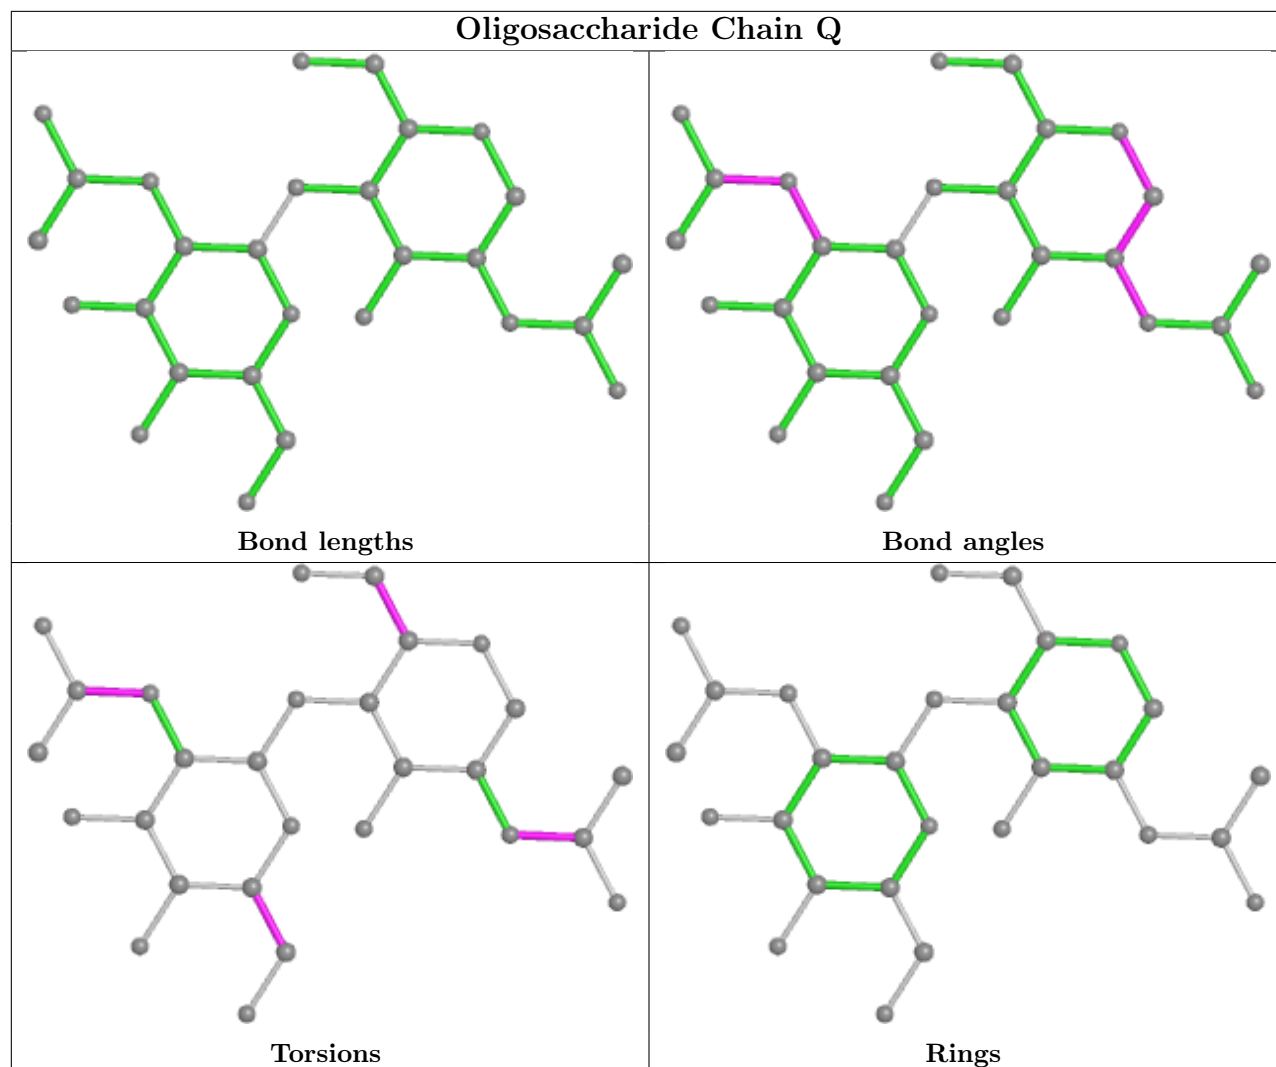 Oligosaccharide Chain Q
Bond lengths
Bond angles
Torsions
Rings